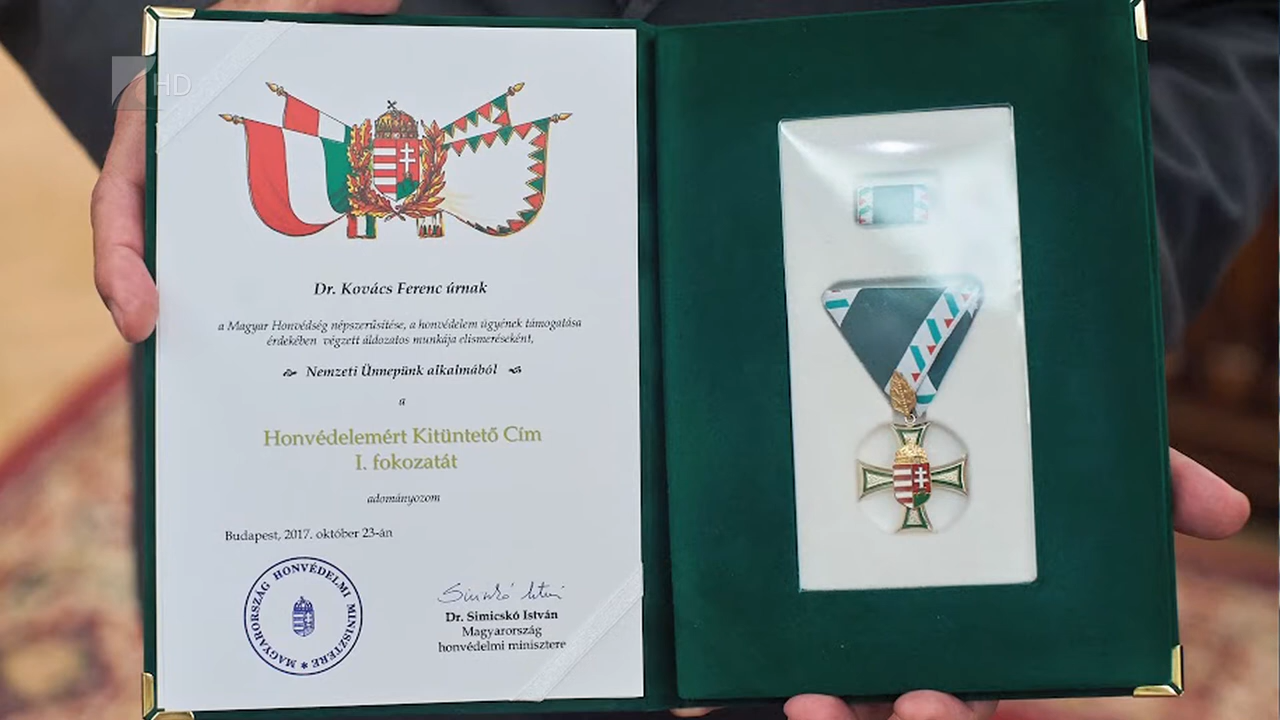 HD
Dr. Kovács Ferenc úrnak
a Magyar Honvédség népszerűsítése, a honvédelem ügyének támogatása
érdekében végzett áldozatos munkája elismeréseként,
Nemzeti Ünnepünk alkalmából
a
Honvédelemért Kitüntető Cím
I. fokozatát
adományozom
Budapest, 2017. október 23-án
MAGYARORSZÁG HONVÉDELMI MINISZTERE *
Dr. Simicskó István
Magyarország
honvédelmi minisztere